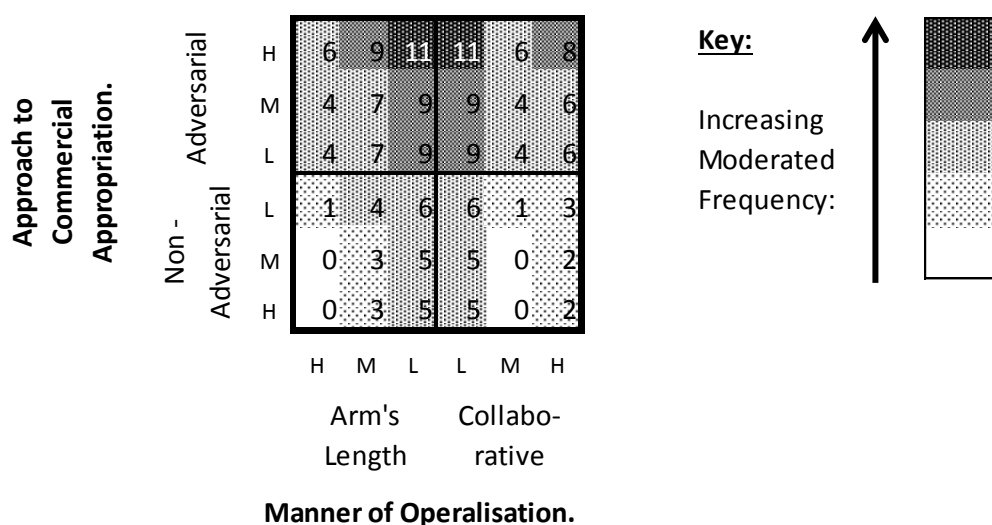 Approach to
Commercial
Appropriation.
Adversarial
Non -
Adversarial
H 6 9 11 11 6 8
M 4 7 9 9 4 6
L 4 7 9 9 4 6
L 1 4 6 6 1 3
M 0 3 5 5 0 2
H 0 3 5 5 0 2
H M L L M H
Arm's
Length
Collabo-
rative
Manner of Operalisation.
Key:
Increasing
Moderated
Frequency: